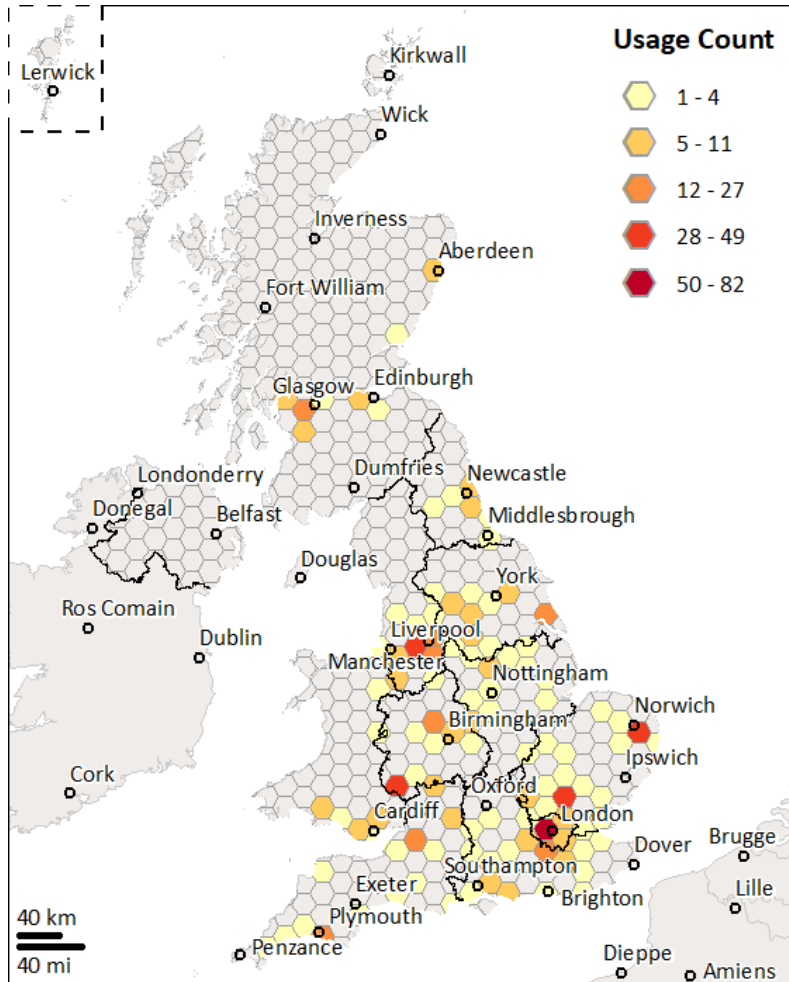 Usage Count
1 - 4
5 - 11
12 - 27
28 - 49
50 - 82
Lerwick
Kirkwall
Wick
Inverness
Aberdeen
Fort William
Glasgow
Edinburgh
Dumfries
Newcastle
Londonderry
Donegal
Belfast
Middlesbrough
Douglas
York
Ros Comain
Dublin
Liverpool
Manchester
Nottingham
Norwich
Birmingham
Ipswich
Cork
Oxford
Cardiff
London
Dover
Brugge
Southampton
Exeter
Brighton
Lille
Plymouth
Penzance
Dieppe
Amiens
40 km
40 mi